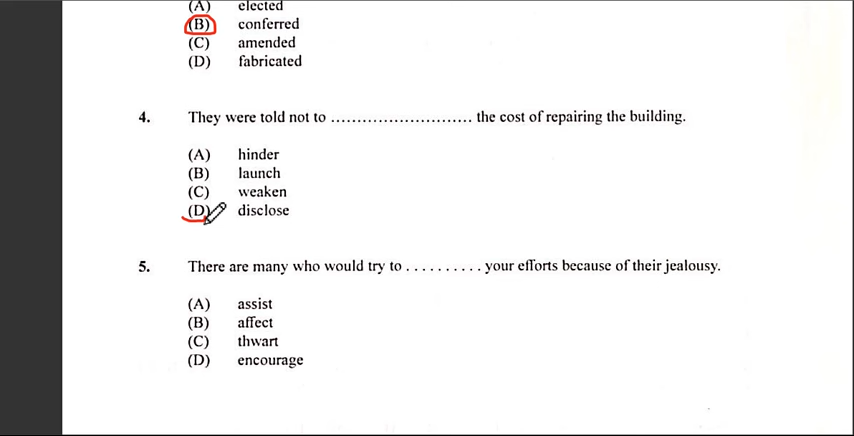 (A) elected
(B) conferred
(C) amended
(D) fabricated
4. They were told not to ........................... the cost of repairing the building.
(A) hinder
(B) launch
(C) weaken
(D) disclose
5. There are many who would try to . . . . . . . . . . your efforts because of their jealousy.
(A) assist
(B) affect
(C) thwart
(D) encourage